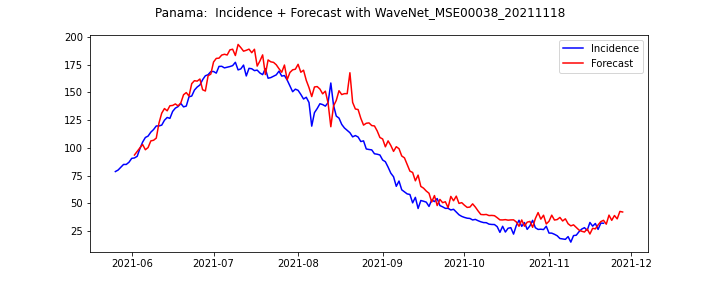 Panama:  Incidence + Forecast with WaveNet_MSE00038_20211118
Incidence
Forecast
200
175
150
125
100
75
50
25
2021-06 2021-07 2021-08 2021-09 2021-10 2021-11 2021-12